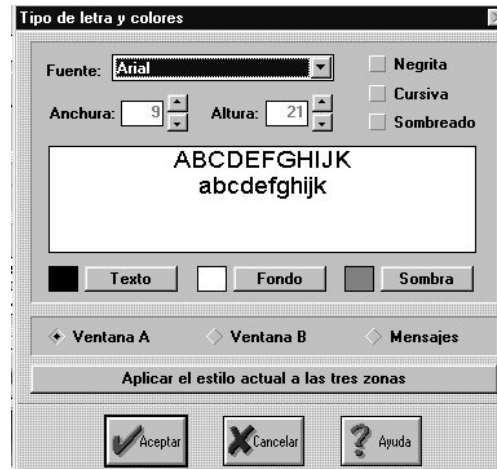 Tipo de letra y colores
Fuente: Arial
Negrita
Cursiva
Anchura: 9 Altura: 21
Sombreado
ABCDEFGHIJK
abcdefghijk
Texto Fondo Sombra
Ventana A Ventana B Mensajes
Aplicar el estilo actual a las tres zonas
Aceptar Cancelar Ayuda